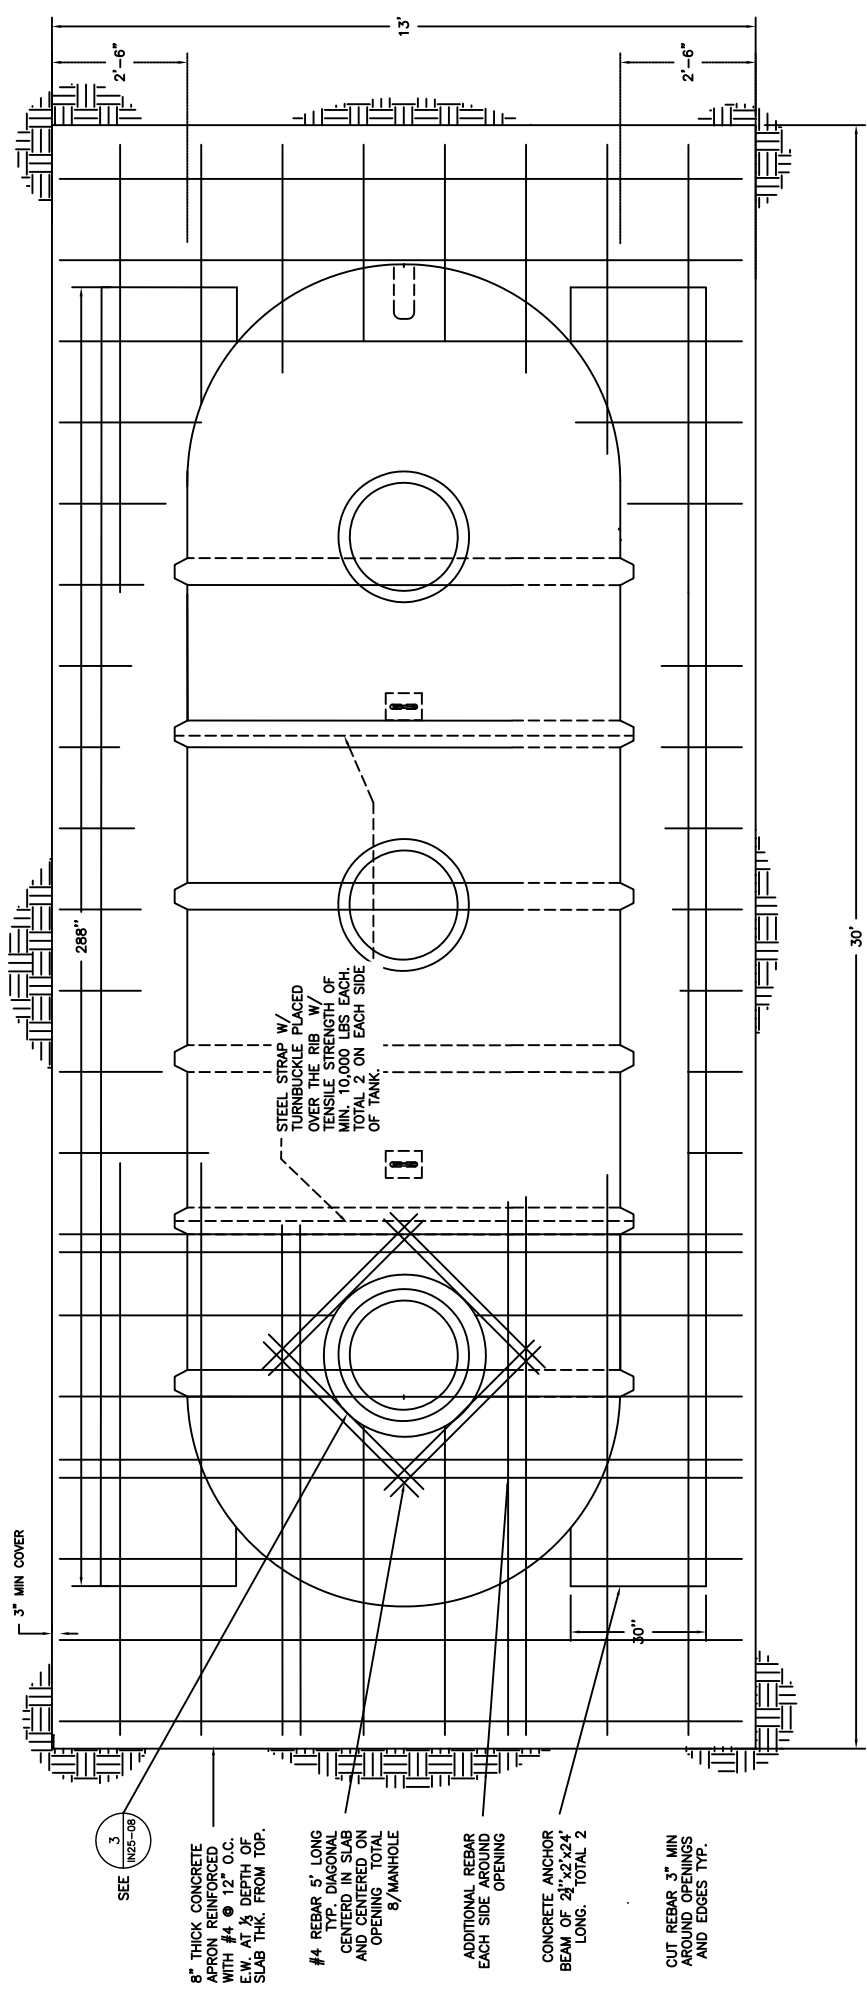 SEE
3
IN25-08
8" THICK CONCRETE
APRON REINFORCED
WITH #4 @ 12" O.C.
E.W. AT ⅓ DEPTH OF
SLAB THK. FROM TOP.
#4 REBAR 5' LONG
TYP. DIAGONAL
CENTERD IN SLAB
AND CENTERED ON
OPENING TOTAL
8/MANHOLE
ADDITIONAL REBAR
EACH SIDE AROUND
OPENING
CONCRETE ANCHOR
BEAM OF 2½'x2'x24'
LONG. TOTAL 2
CUT REBAR 3" MIN
AROUND OPENINGS
AND EDGES TYP.
3" MIN COVER
288"
30"
STEEL STRAP W/
TURNBUCKLE PLACED
OVER THE RIB W/
TENSILE STRENGTH OF
MIN. 10,000 LBS EACH.
TOTAL 2 ON EACH SIDE
OF TANK.
30'
2'-6"
13'
2'-6"